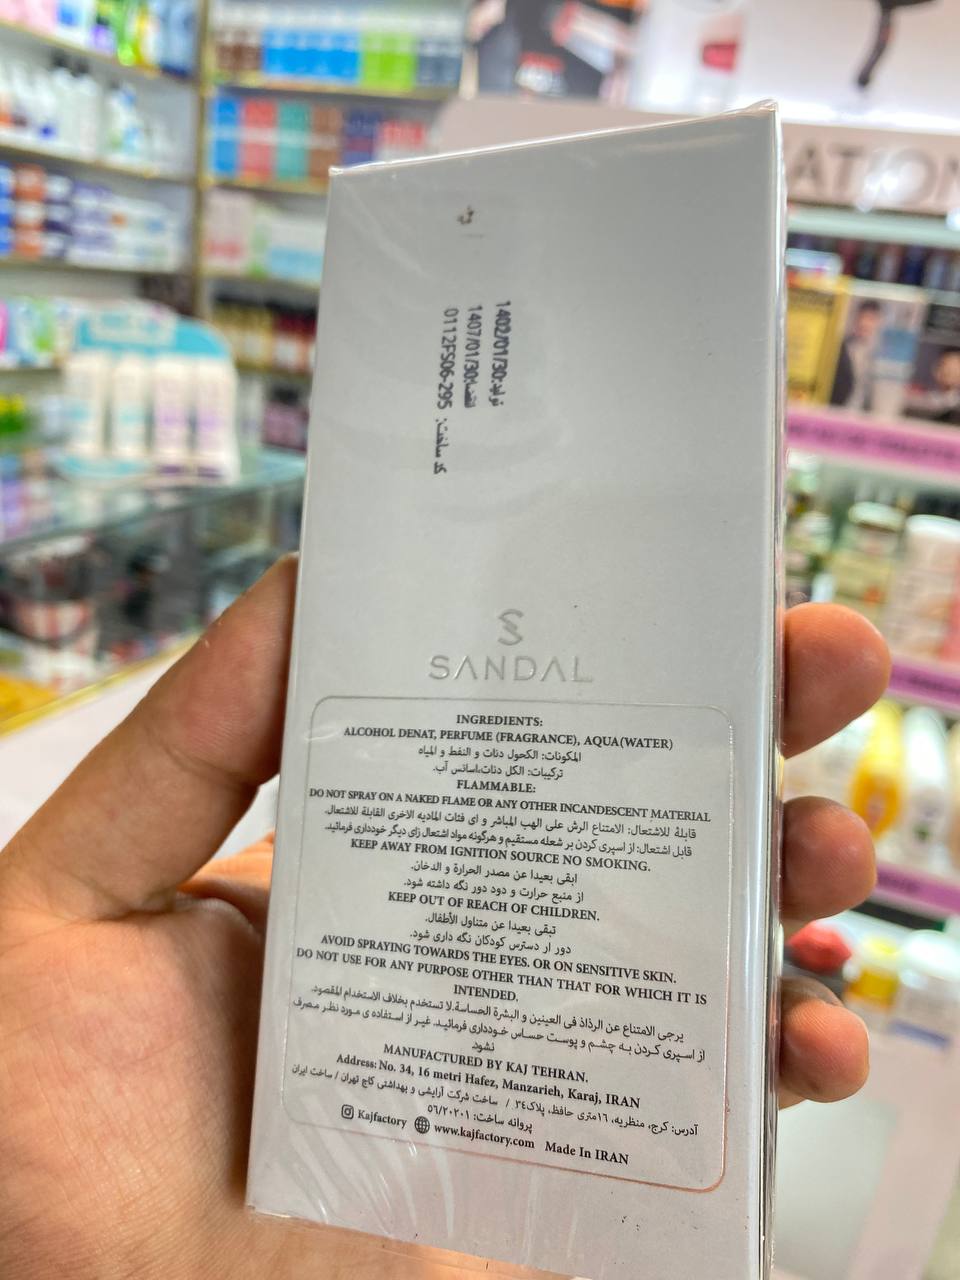 تولید: 1402/01/30
انقضا: 1407/01/30
کد ساخت: 0112FS06-295
SANDAL
INGREDIENTS:
ALCOHOL DENAT, PERFUME (FRAGRANCE), AQUA(WATER)
المكونات: الكحول دنات و النفط و المياه
ترکیبات: الکل دنات،اسانس آب.
FLAMMABLE:
DO NOT SPRAY ON A NAKED FLAME OR ANY OTHER INCANDESCENT MATERIAL
قابلة للاشتعال: الامتناع الرش على الهب المباشر و ای فئات المادیه الاخرى القابلة للاشتعال.
قابل اشتعال: از اسپری کردن بر شعله مستقیم و هرگونه مواد اشتعال زای دیگر خودداری فرمائید.
KEEP AWAY FROM IGNITION SOURCE NO SMOKING.
ابقى بعيدا عن مصدر الحرارة و الدخان.
از منبع حرارت و دود دور نگه داشته شود.
KEEP OUT OF REACH OF CHILDREN.
تبقى بعيدا عن متناول الأطفال.
دور ار دسترس کودکان نگه داری شود.
AVOID SPRAYING TOWARDS THE EYES. OR ON SENSITIVE SKIN.
DO NOT USE FOR ANY PURPOSE OTHER THAN THAT FOR WHICH IT IS
INTENDED.
یرجى الامتناع عن الرذاذ فى العينين و البشرة الحساسة.لا تستخدم بخلاف الاستخدام المقصود.
از اسپری کردن به چشم و پوست حساس خودداری فرمائید. غیر از استفاده ی مورد نظر مصرف
نشود.
MANUFACTURED BY KAJ TEHRAN.
Address: No. 34, 16 metri Hafez, Manzarieh, Karaj, IRAN
آدرس: کرج، منظریه، ۱۶متری حافظ، پلاک۳۴ / ساخت شرکت آرایشی و بهداشتی کاج تهران / ساخت ایران
پروانه ساخت: ۵۶/۲۰۲۰۱
Kajfactory www.kajfactory.com Made In IRAN